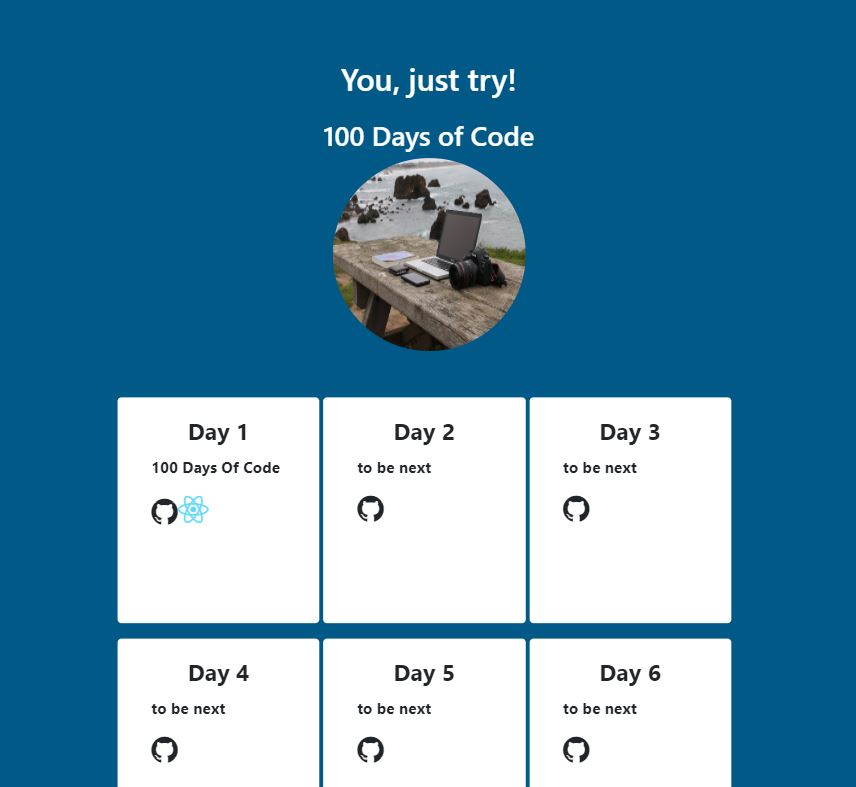 You, just try!
100 Days of Code
Day 1
100 Days Of Code
Day 2
to be next
Day 3
to be next
Day 4
to be next
Day 5
to be next
Day 6
to be next